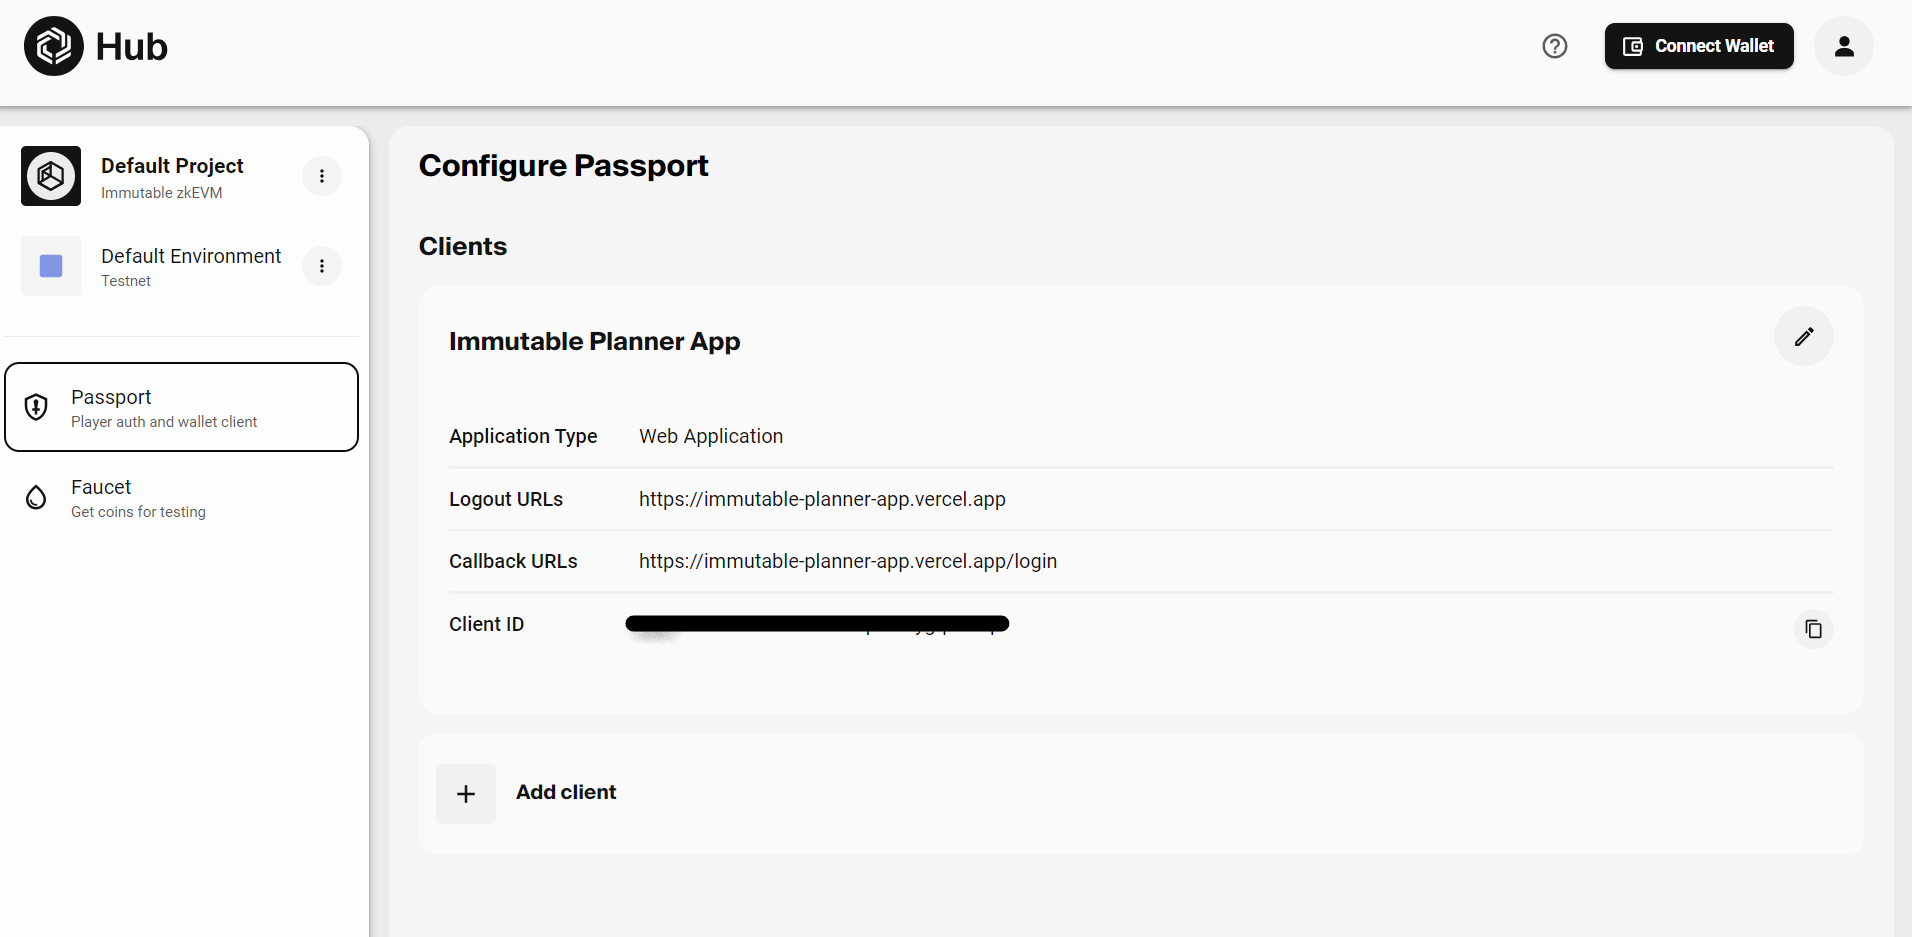 Hub
Connect Wallet
Default Project
Immutable zkEVM
Default Environment
Testnet
Passport
Player auth and wallet client
Faucet
Get coins for testing
Configure Passport
Clients
Immutable Planner App
Application Type Web Application
Logout URLs https://immutable-planner-app.vercel.app
Callback URLs https://immutable-planner-app.vercel.app/login
Client ID
Add client